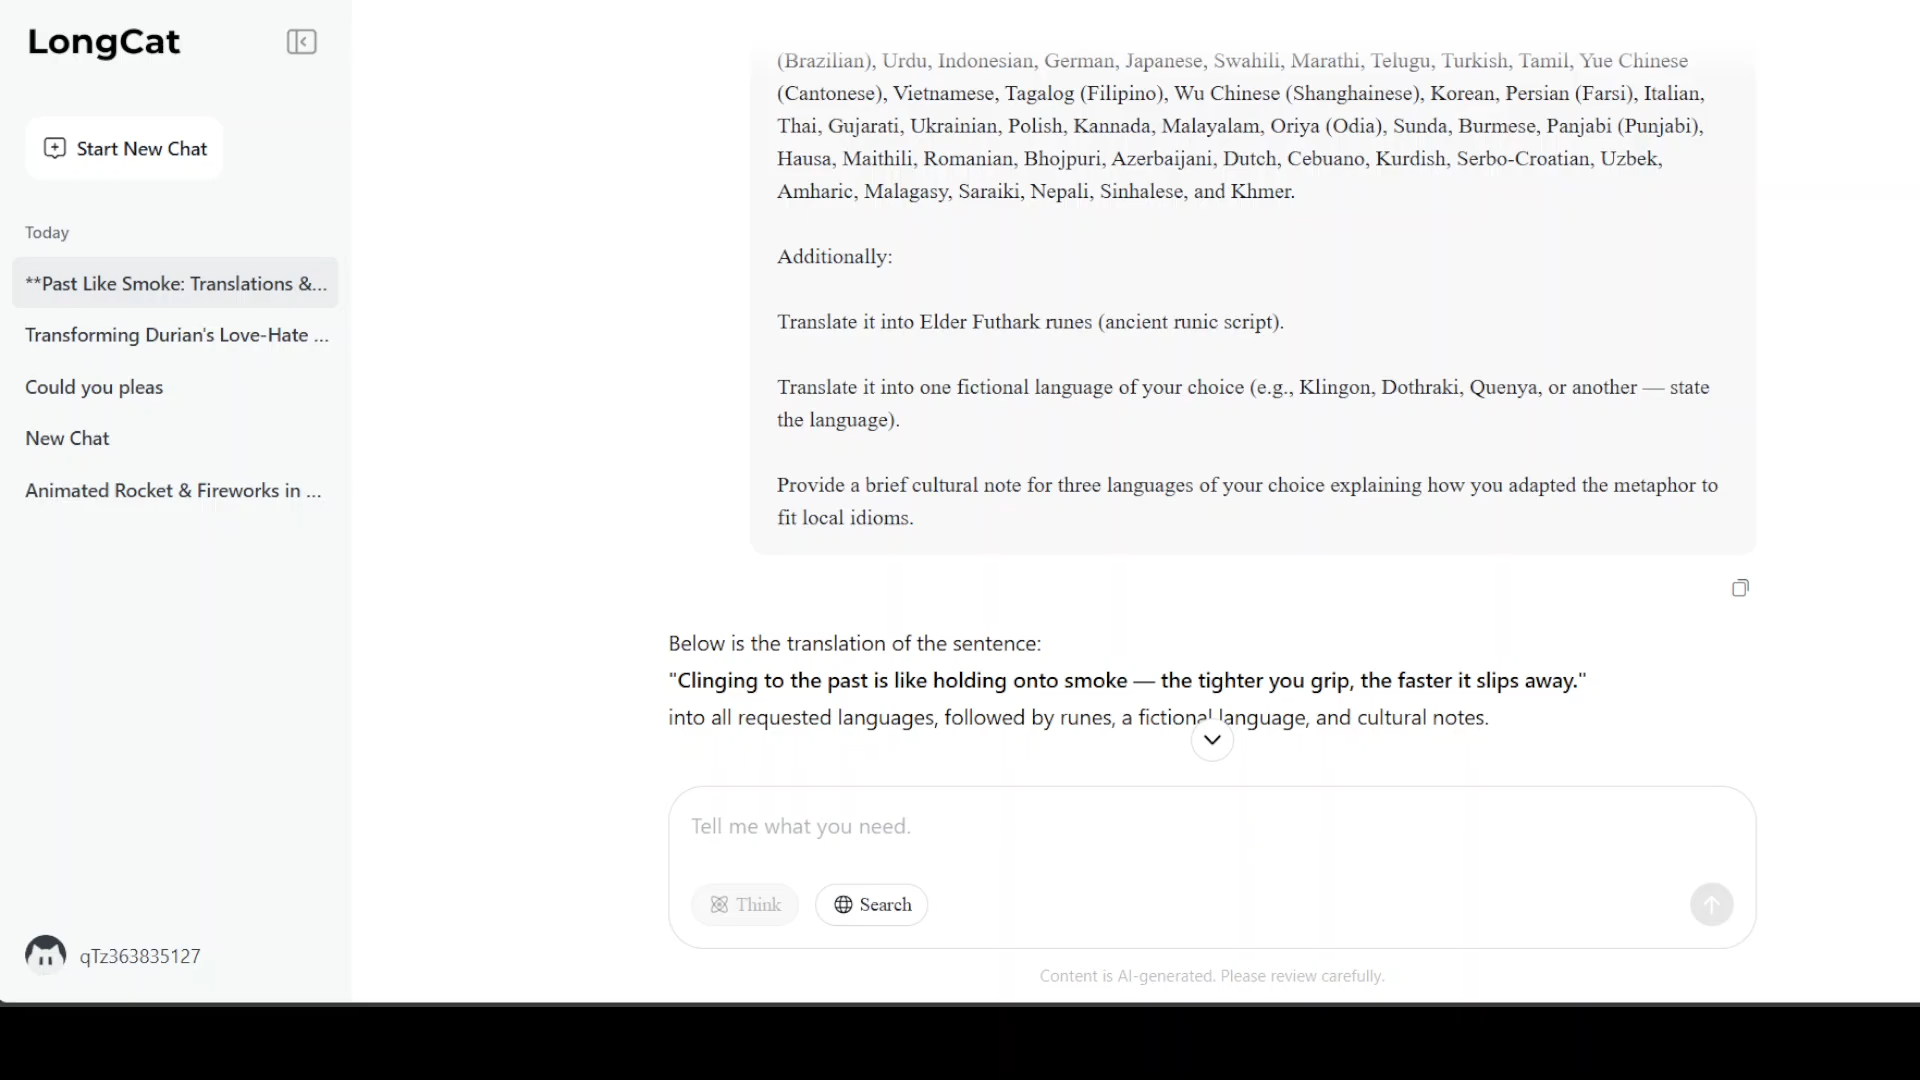 LongCat
Start New Chat
Today
**Past Like Smoke: Translations &...
Transforming Durian's Love-Hate ...
Could you pleas
New Chat
Animated Rocket & Fireworks in ...
qTz363835127
(Brazilian), Urdu, Indonesian, German, Japanese, Swahili, Marathi, Telugu, Turkish, Tamil, Yue Chinese
(Cantonese), Vietnamese, Tagalog (Filipino), Wu Chinese (Shanghainese), Korean, Persian (Farsi), Italian,
Thai, Gujarati, Ukrainian, Polish, Kannada, Malayalam, Oriya (Odia), Sunda, Burmese, Panjabi (Punjabi),
Hausa, Maithili, Romanian, Bhojpuri, Azerbaijani, Dutch, Cebuano, Kurdish, Serbo-Croatian, Uzbek,
Amharic, Malagasy, Saraiki, Nepali, Sinhalese, and Khmer.
Additionally:
Translate it into Elder Futhark runes (ancient runic script).
Translate it into one fictional language of your choice (e.g., Klingon, Dothraki, Quenya, or another — state
the language).
Provide a brief cultural note for three languages of your choice explaining how you adapted the metaphor to
fit local idioms.
Below is the translation of the sentence:
"Clinging to the past is like holding onto smoke — the tighter you grip, the faster it slips away."
into all requested languages, followed by runes, a fictional language, and cultural notes.
Tell me what you need.
Think
Search
Content is AI-generated. Please review carefully.